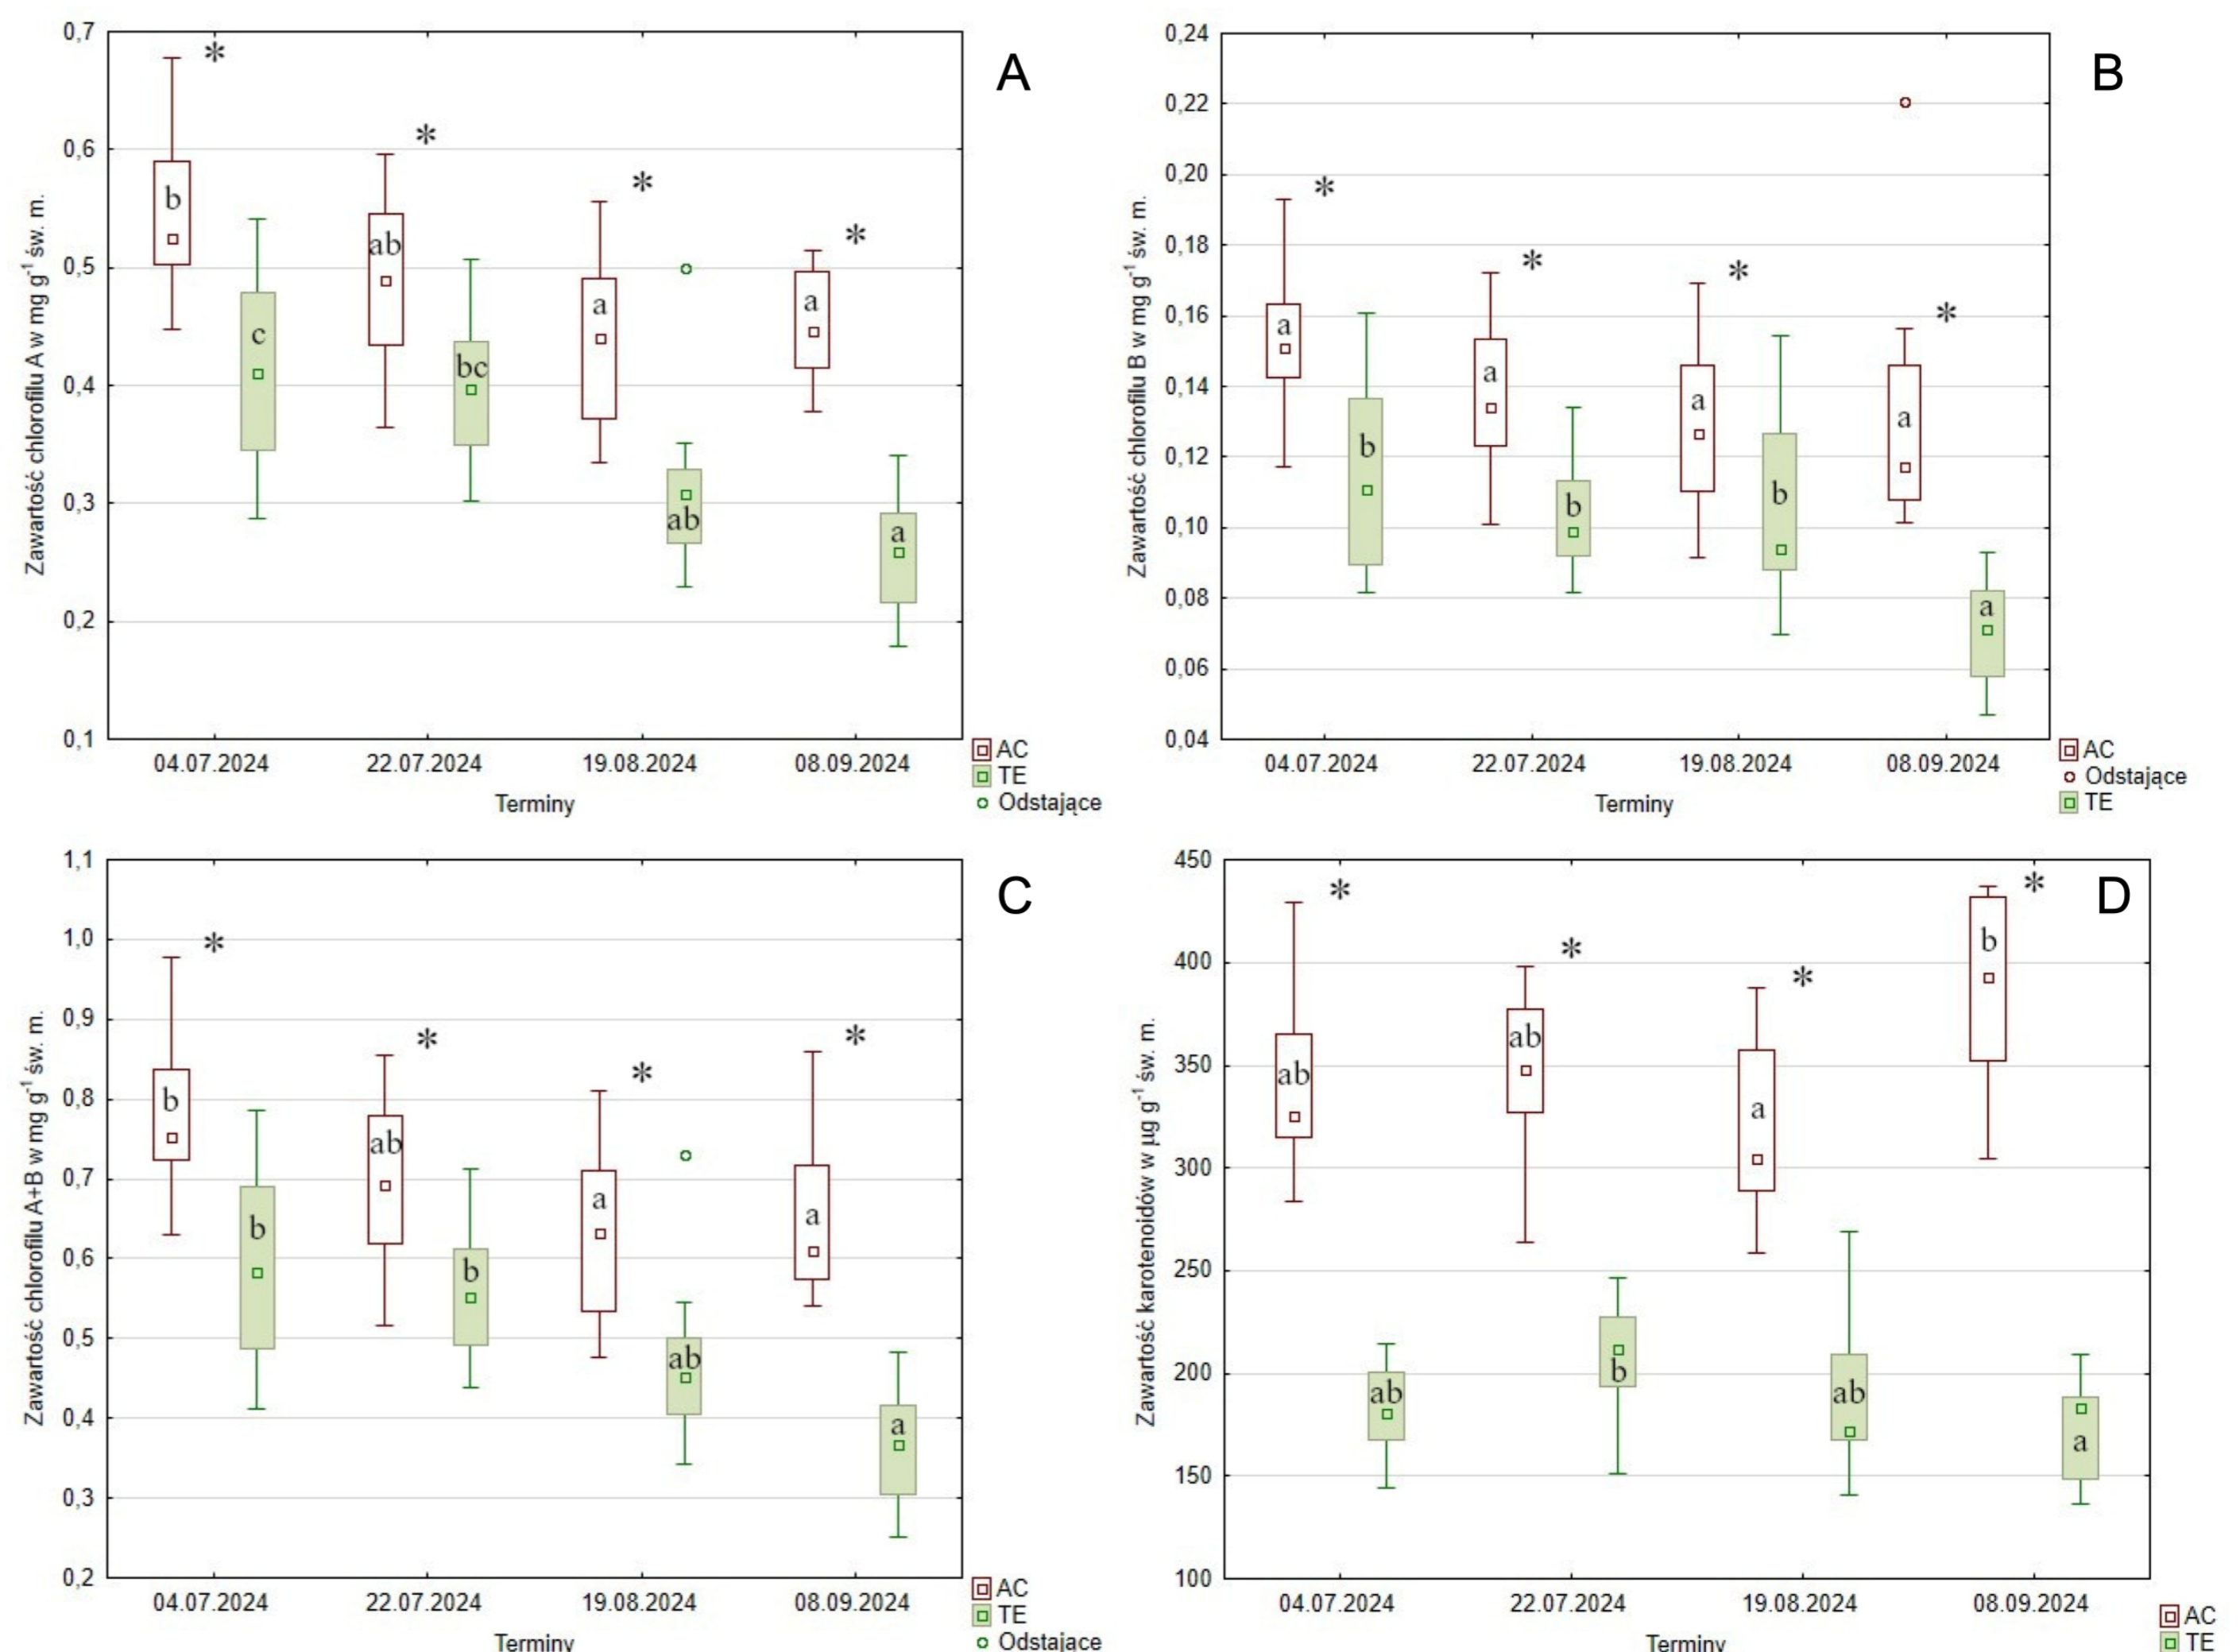 A
Zawartość chlorofilu A w mg g⁻¹ św. m.
0,7
0,6
0,5
0,4
0,3
0,2
0,1
*
*
*
*
b
c
ab
bc
a
ab
a
a
04.07.2024 22.07.2024 19.08.2024 08.09.2024
Terminy
AC
TE
Odstające
B
Zawartość chlorofilu B w mg g⁻¹ św. m.
0,24
0,22
0,20
0,18
0,16
0,14
0,12
0,10
0,08
0,06
0,04
*
*
*
*
a
b
a
b
a
b
a
a
04.07.2024 22.07.2024 19.08.2024 08.09.2024
Terminy
AC
Odstające
TE
C
Zawartość chlorofilu A+B w mg g⁻¹ św. m.
1,1
1,0
0,9
0,8
0,7
0,6
0,5
0,4
0,3
0,2
*
*
*
*
b
b
ab
b
a
ab
a
a
04.07.2024 22.07.2024 19.08.2024 08.09.2024
Terminy
AC
TE
Odstające
D
Zawartość karotenoidów w µg g⁻¹ św. m.
450
400
350
300
250
200
150
100
*
*
*
*
ab
ab
ab
b
a
ab
b
a
04.07.2024 22.07.2024 19.08.2024 08.09.2024
Terminy
AC
TE